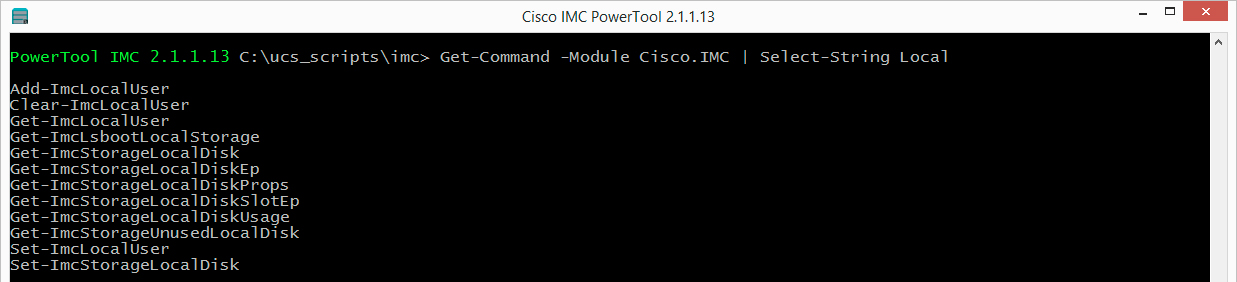 Cisco IMC PowerTool 2.1.1.13
PowerTool IMC 2.1.1.13 C:\ucs_scripts\imc> Get-Command -Module Cisco.IMC | Select-String Local
Add-ImcLocalUser
Clear-ImcLocalUser
Get-ImcLocalUser
Get-ImcLsbootLocalStorage
Get-ImcStorageLocalDisk
Get-ImcStorageLocalDiskEp
Get-ImcStorageLocalDiskProps
Get-ImcStorageLocalDiskSlotEp
Get-ImcStorageLocalDiskUsage
Get-ImcStorageUnusedLocalDisk
Set-ImcLocalUser
Set-ImcStorageLocalDisk